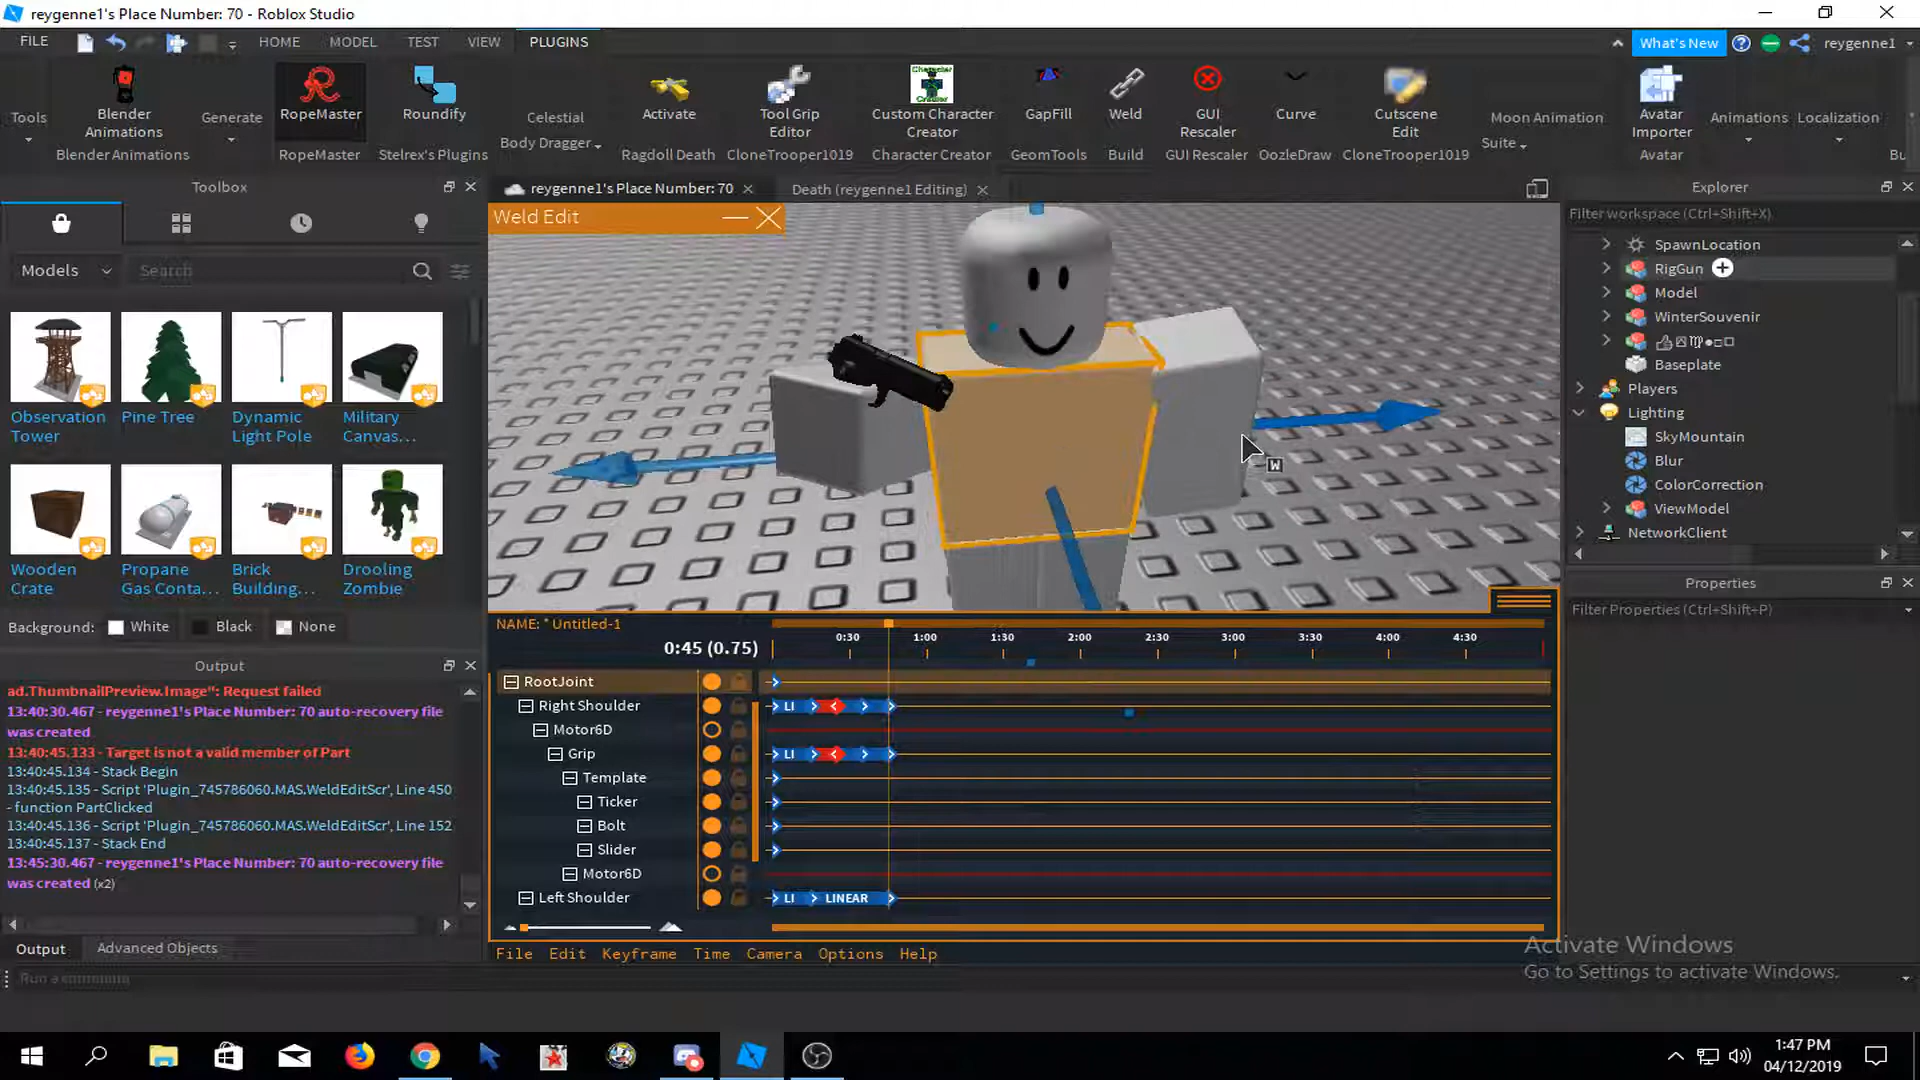 reygenne1's Place Number: 70 - Roblox Studio
FILE
HOME
MODEL
TEST
VIEW
PLUGINS
What's New
reygenne1
Tools
Blender
Animations
Blender Animations
Generate
RopeMaster
RopeMaster
Roundify
Stelrex's Plugins
Celestial
Body Dragger
Activate
Ragdoll Death
Tool Grip
Editor
CloneTrooper1019
Custom Character
Creator
Character Creator
GapFill
GeomTools
Weld
Build
GUI
Rescaler
GUI Rescaler
Curve
OozleDraw
Cutscene
Edit
CloneTrooper1019
Moon Animation
Suite
Avatar
Importer
Avatar
Animations
Localization
Bu
Toolbox
Models
Search
Observation
Tower
Pine Tree
Dynamic
Light Pole
Military
Canvas...
Wooden
Crate
Propane
Gas Conta...
Brick
Building...
Drooling
Zombie
Background:
White
Black
None
Output
ad.ThumbnailPreview.Image": Request failed
13:40:30.467 - reygenne1's Place Number: 70 auto-recovery file
was created
13:40:45.133 - Target is not a valid member of Part
13:40:45.134 - Stack Begin
13:40:45.135 - Script 'Plugin_745786060.MAS.WeldEditScr', Line 450
- function PartClicked
13:40:45.136 - Script 'Plugin_745786060.MAS.WeldEditScr', Line 152
13:40:45.137 - Stack End
13:45:30.467 - reygenne1's Place Number: 70 auto-recovery file
was created (x2)
Output
Advanced Objects
Run a command
reygenne1's Place Number: 70
Death (reygenne1 Editing)
Weld Edit
W
NAME: * Untitled-1
0:45 (0.75)
0:30
1:00
1:30
2:00
2:30
3:00
3:30
4:00
4:30
RootJoint
Right Shoulder
LI
Motor6D
Grip
LI
Template
Ticker
Bolt
Slider
Motor6D
Left Shoulder
LI
LINEAR
File
Edit
Keyframe
Time
Camera
Options
Help
Explorer
Filter workspace (Ctrl+Shift+X)
SpawnLocation
RigGun
Model
WinterSouvenir
Baseplate
Players
Lighting
SkyMountain
Blur
ColorCorrection
ViewModel
NetworkClient
Properties
Filter Properties (Ctrl+Shift+P)
Activate Windows
Go to Settings to activate Windows.
1:47 PM
04/12/2019